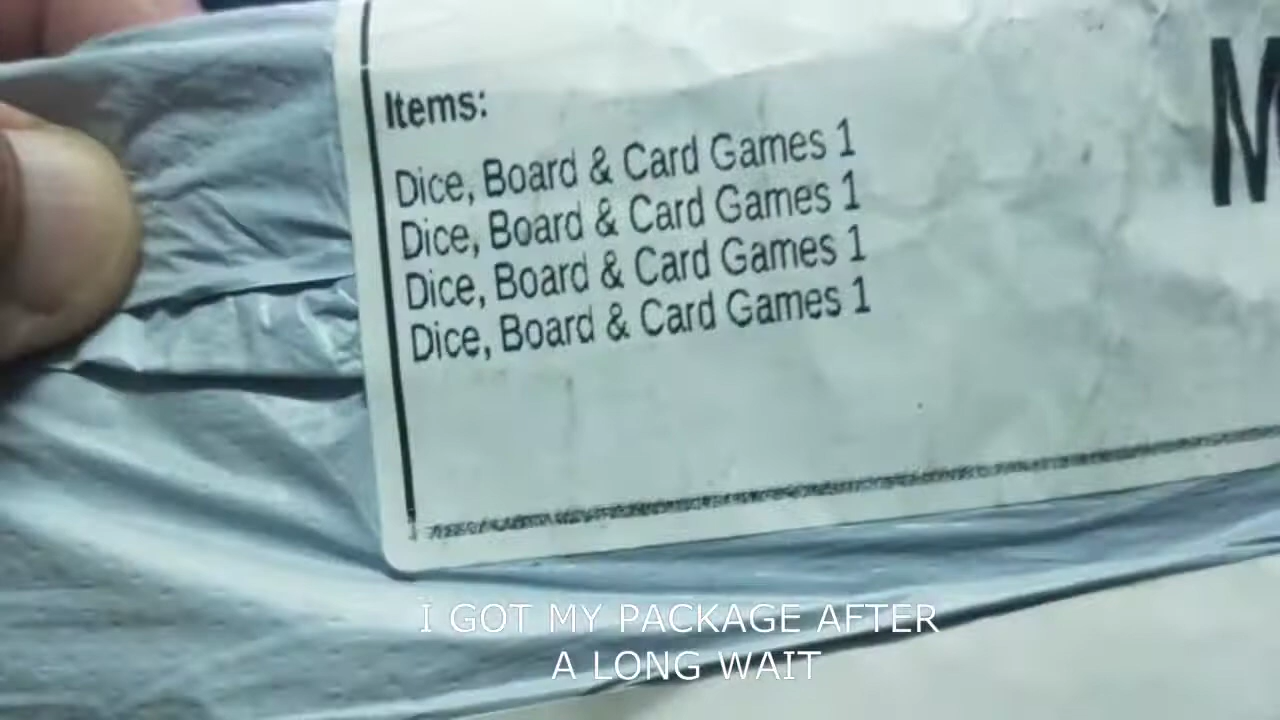 Items:
Dice, Board & Card Games 1
Dice, Board & Card Games 1
Dice, Board & Card Games 1
Dice, Board & Card Games 1
M
I GOT MY PACKAGE AFTER
A LONG WAIT